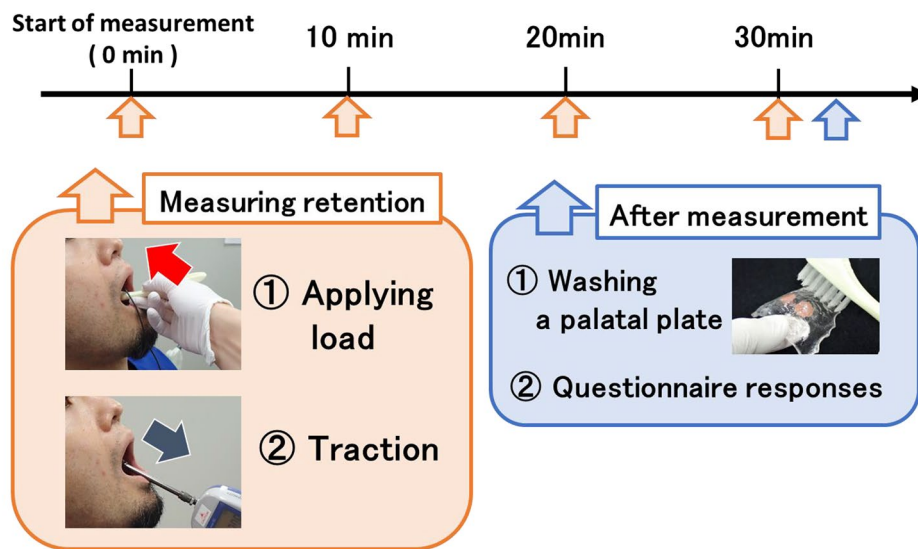 Start of measurement
( 0 min )
10 min
20min
30min
Measuring retention
① Applying
load
② Traction
After measurement
① Washing
a palatal plate
② Questionnaire responses